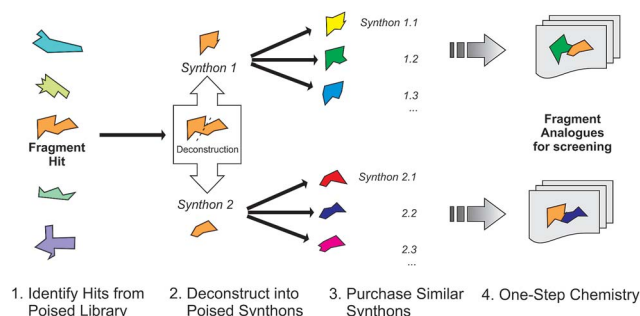 Synthon 1.1
Synthon 1
1.2
1.3
...
Fragment
Hit
Deconstruction
Fragment
Analogues
for screening
Synthon 2
Synthon 2.1
2.2
2.3
...
1. Identify Hits from
Poised Library
2. Deconstruct into
Poised Synthons
3. Purchase Similar
Synthons
4. One-Step Chemistry